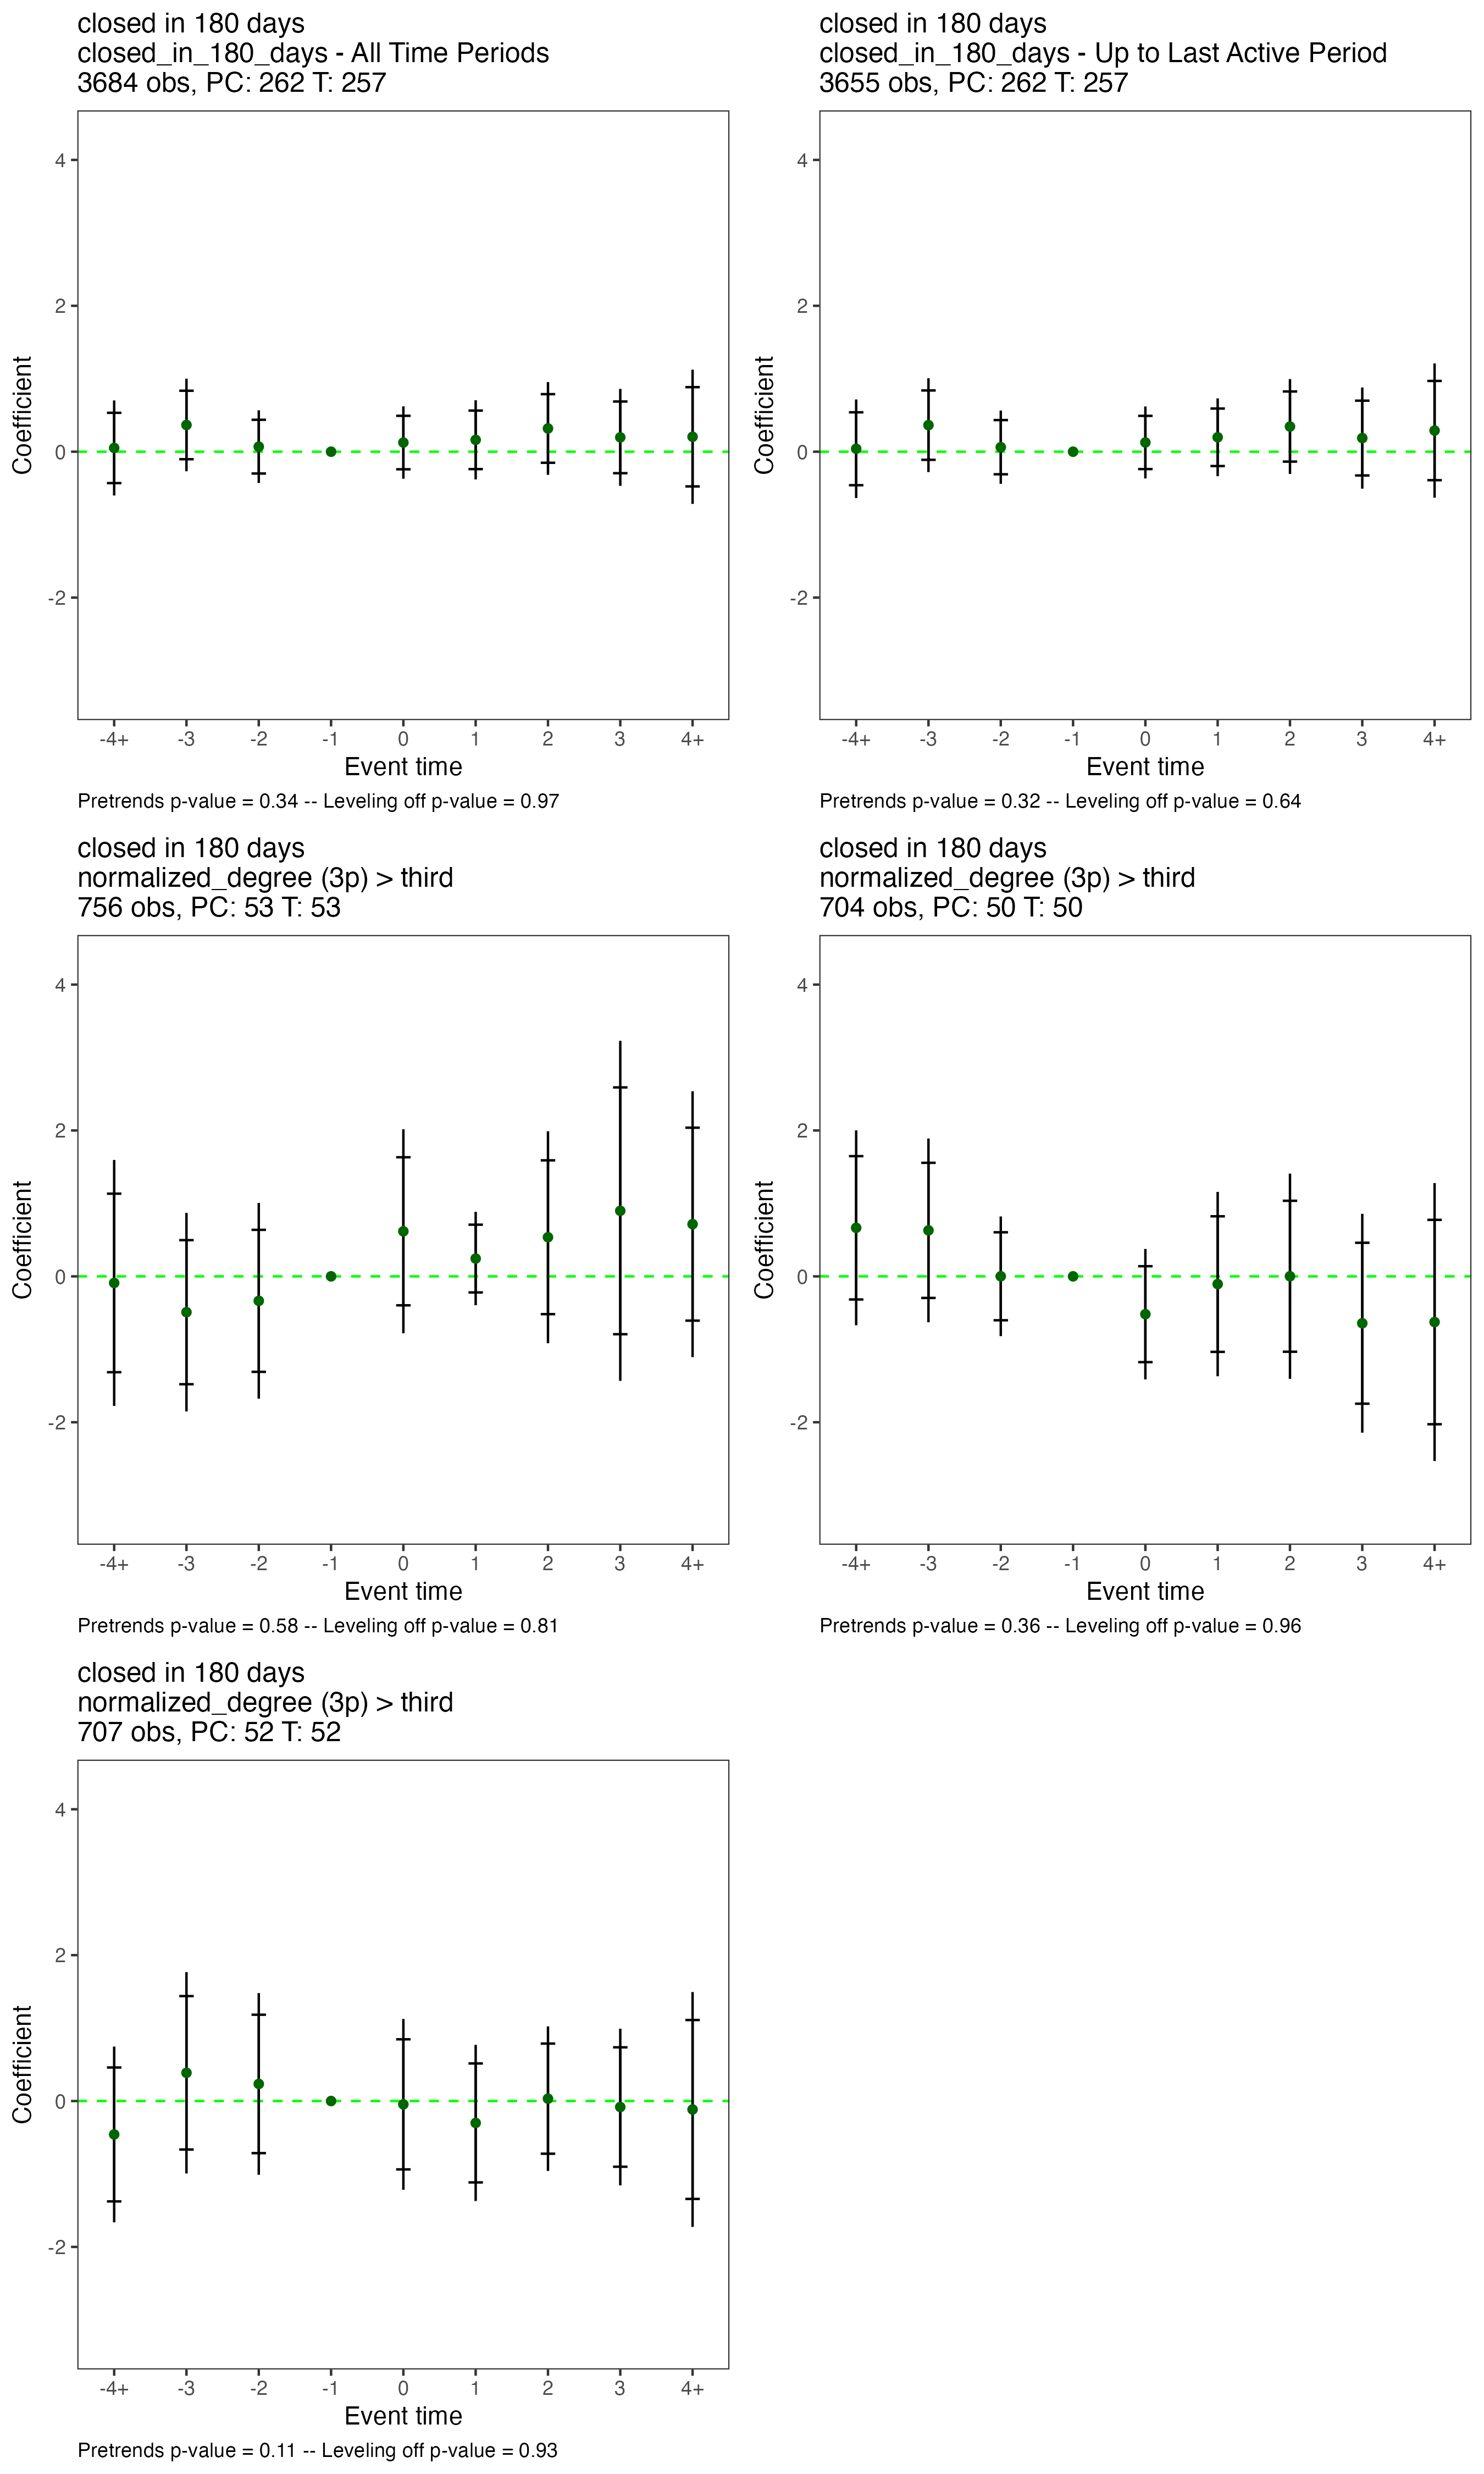 closed in 180 days
closed_in_180_days - All Time Periods
3684 obs, PC: 262 T: 257
Coefficient
4
2
0
-2
-4+ -3 -2 -1 0 1 2 3 4+
Event time
Pretrends p-value = 0.34 -- Leveling off p-value = 0.97
closed in 180 days
closed_in_180_days - Up to Last Active Period
3655 obs, PC: 262 T: 257
Coefficient
4
2
0
-2
-4+ -3 -2 -1 0 1 2 3 4+
Event time
Pretrends p-value = 0.32 -- Leveling off p-value = 0.64
closed in 180 days
normalized_degree (3p) > third
756 obs, PC: 53 T: 53
Coefficient
4
2
0
-2
-4+ -3 -2 -1 0 1 2 3 4+
Event time
Pretrends p-value = 0.58 -- Leveling off p-value = 0.81
closed in 180 days
normalized_degree (3p) > third
704 obs, PC: 50 T: 50
Coefficient
4
2
0
-2
-4+ -3 -2 -1 0 1 2 3 4+
Event time
Pretrends p-value = 0.36 -- Leveling off p-value = 0.96
closed in 180 days
normalized_degree (3p) > third
707 obs, PC: 52 T: 52
Coefficient
4
2
0
-2
-4+ -3 -2 -1 0 1 2 3 4+
Event time
Pretrends p-value = 0.11 -- Leveling off p-value = 0.93